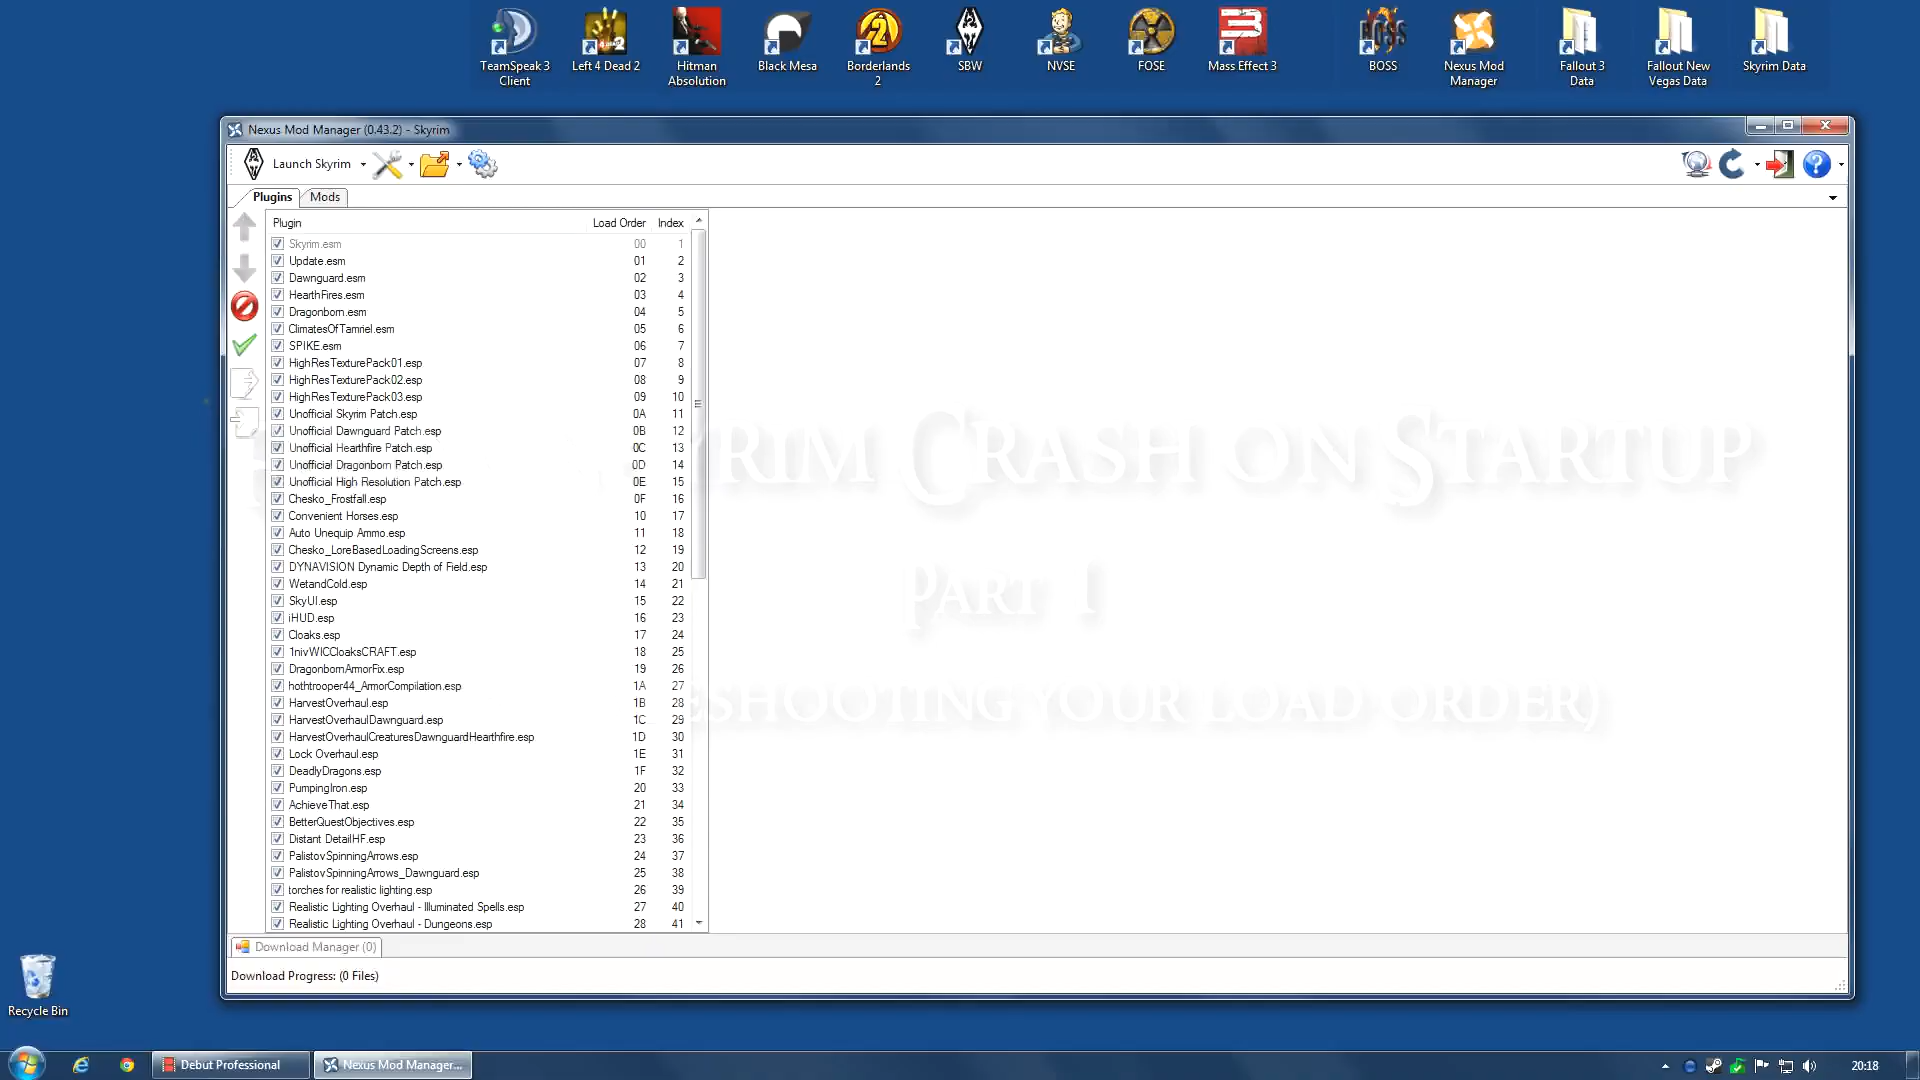 TeamSpeak 3 Client
Left 4 Dead 2
Hitman Absolution
Black Mesa
Borderlands 2
SBW
NVSE
FOSE
Mass Effect 3
BOSS
Nexus Mod Manager
Fallout 3 Data
Fallout New Vegas Data
Skyrim Data
Nexus Mod Manager (0.43.2) - Skyrim
Launch Skyrim
Plugins Mods
Plugin Load Order Index
Skyrim.esm 00 1
Update.esm 01 2
Dawnguard.esm 02 3
HearthFires.esm 03 4
Dragonborn.esm 04 5
ClimatesOfTamriel.esm 05 6
SPIKE.esm 06 7
HighResTexturePack01.esp 07 8
HighResTexturePack02.esp 08 9
HighResTexturePack03.esp 09 10
Unofficial Skyrim Patch.esp 0A 11
Unofficial Dawnguard Patch.esp 0B 12
Unofficial Hearthfire Patch.esp 0C 13
Unofficial Dragonborn Patch.esp 0D 14
Unofficial High Resolution Patch.esp 0E 15
Chesko_Frostfall.esp 0F 16
Convenient Horses.esp 10 17
Auto Unequip Ammo.esp 11 18
Chesko_LoreBasedLoadingScreens.esp 12 19
DYNAVISION Dynamic Depth of Field.esp 13 20
WetandCold.esp 14 21
SkyUI.esp 15 22
iHUD.esp 16 23
Cloaks.esp 17 24
1nivWICCloaksCRAFT.esp 18 25
DragonbornArmorFix.esp 19 26
hothtrooper44_ArmorCompilation.esp 1A 27
HarvestOverhaul.esp 1B 28
HarvestOverhaulDawnguard.esp 1C 29
HarvestOverhaulCreaturesDawnguardHearthfire.esp 1D 30
Lock Overhaul.esp 1E 31
DeadlyDragons.esp 1F 32
PumpingIron.esp 20 33
AchieveThat.esp 21 34
BetterQuestObjectives.esp 22 35
Distant DetailHF.esp 23 36
PalistovSpinningArrows.esp 24 37
PalistovSpinningArrows_Dawnguard.esp 25 38
torches for realistic lighting.esp 26 39
Realistic Lighting Overhaul - Illuminated Spells.esp 27 40
Realistic Lighting Overhaul - Dungeons.esp 28 41
Crash on Startup
Part 1
your load order)
Download Manager (0)
Download Progress: (0 Files)
Recycle Bin
Debut Professional
Nexus Mod Manager...
20:18